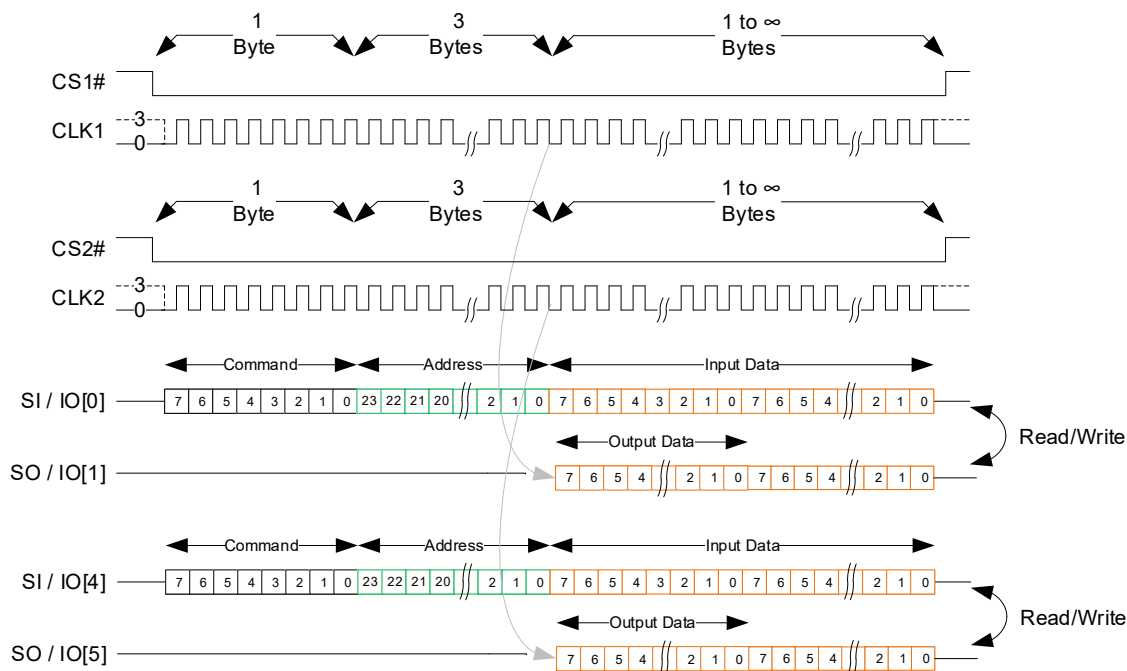 1
Byte
3
Bytes
1 to ∞
Bytes
CS1#
CLK1
3
0
1
Byte
3
Bytes
1 to ∞
Bytes
CS2#
CLK2
3
0
Command Address Input Data
SI / IO[0] 7 6 5 4 3 2 1 0 23 22 21 20 2 1 0 7 6 5 4 3 2 1 0 7 6 5 4 2 1 0
Read/Write
Output Data
SO / IO[1] 7 6 5 4 2 1 0 7 6 5 4 2 1 0
Command Address Input Data
SI / IO[4] 7 6 5 4 3 2 1 0 23 22 21 20 2 1 0 7 6 5 4 3 2 1 0 7 6 5 4 2 1 0
Read/Write
Output Data
SO / IO[5] 7 6 5 4 2 1 0 7 6 5 4 2 1 0